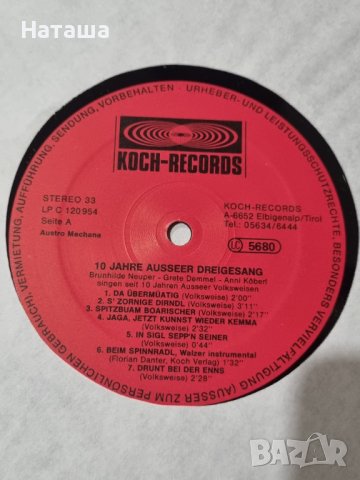 Наташа
VERMIETUNG, AUFFÜHRUNG, SENDUNG, VORBEHALTEN - URHEBER- UND LEISTUNGSSCHUTZRECHTE BESONDERE VERVIELFÄLTIGUNG (AUSSER ZUM PERSÖNLICHEN GEBRAUCH)
KOCH-RECORDS
STEREO 33
LP C 120954
Seite A
Austro Mechana
KOCH-RECORDS
A-6652 Elbigenalp/Tirol
Tel. 05634/6444
LC 5680
10 JAHRE AUSSEER DREIGESANG
Brunhilde Neuper - Grete Demmel - Anni Köberl
singen seit 10 Jahren Ausseer Volksweisen
1. DA ÜBERMÜATIG (Volksweise) 2'00"
2. S' ZORNIGE DIRNDL (Volksweise) 3'11"
3. SPITZBUAM BOARISCHER (Volksweise) 2'17"
4. JAGA, JETZT KUNNST WIEDER KEMMA
(Volksweise) 2'32"
5. IN SIGL SEPP'N SEINER
(Volksweise) 0'44"
6. BEIM SPINNRADL, Walzer instrumental
(Florian Danter, Koch Verlag) 1'32"
7. DRUNT BEI DER ENNS
(Volksweise) 2'28"
BAZAR